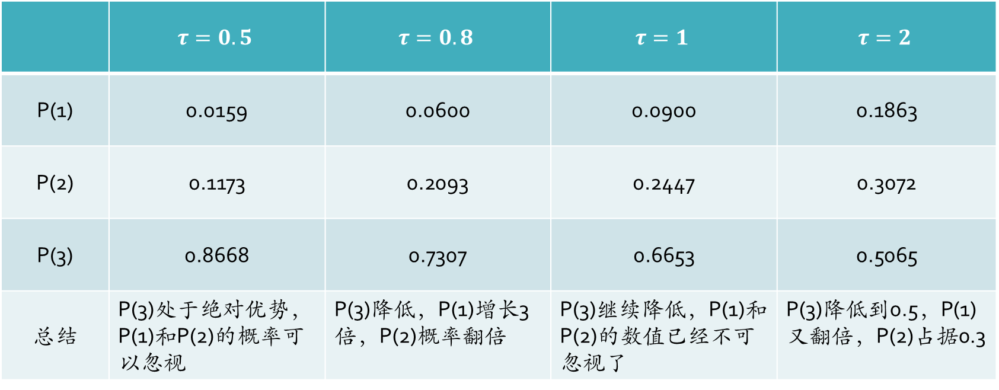 τ = 0.5 τ = 0.8 τ = 1 τ = 2
P(1) 0.0159 0.0600 0.0900 0.1863
P(2) 0.1173 0.2093 0.2447 0.3072
P(3) 0.8668 0.7307 0.6653 0.5065
总结
P(3)处于绝对优势，
P(1)和P(2)的概率可
以忽视
P(3)降低，P(1)增长3
倍，P(2)概率翻倍
P(3)继续降低，P(1)和
P(2)的数值已经不可
忽视了
P(3)降低到0.5，P(1)
又翻倍，P(2)占据0.3